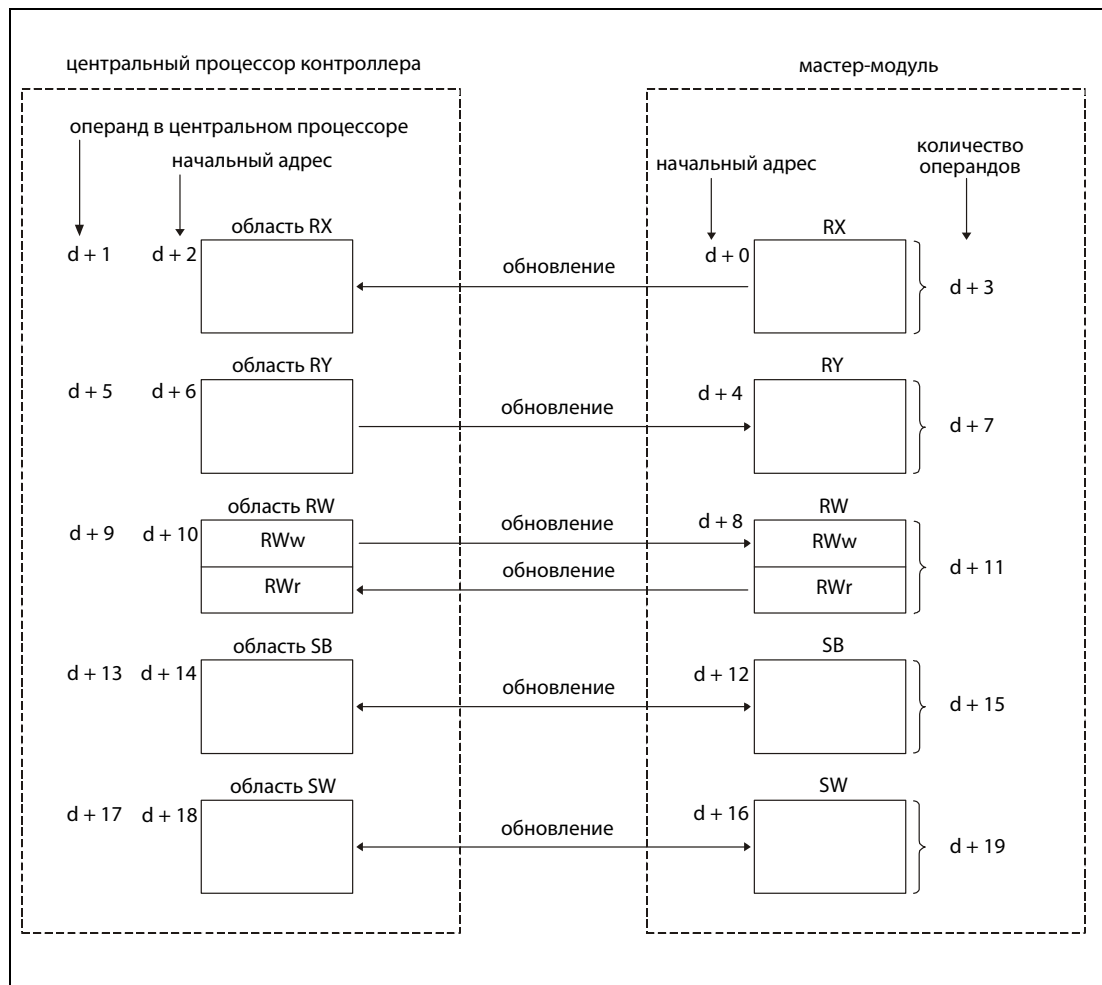 центральный процессор контроллера
мастер-модуль
операнд в центральном процессоре
начальный адрес
начальный адрес
количество
операндов
область RX
RX
d + 1
d + 2
обновление
d + 0
d + 3
область RY
RY
d + 5
d + 6
обновление
d + 4
d + 7
область RW
RW
d + 9
d + 10
RWw
обновление
d + 8
RWw
RWr
обновление
RWr
d + 11
область SB
SB
d + 13
d + 14
обновление
d + 12
d + 15
область SW
SW
d + 17
d + 18
обновление
d + 16
d + 19